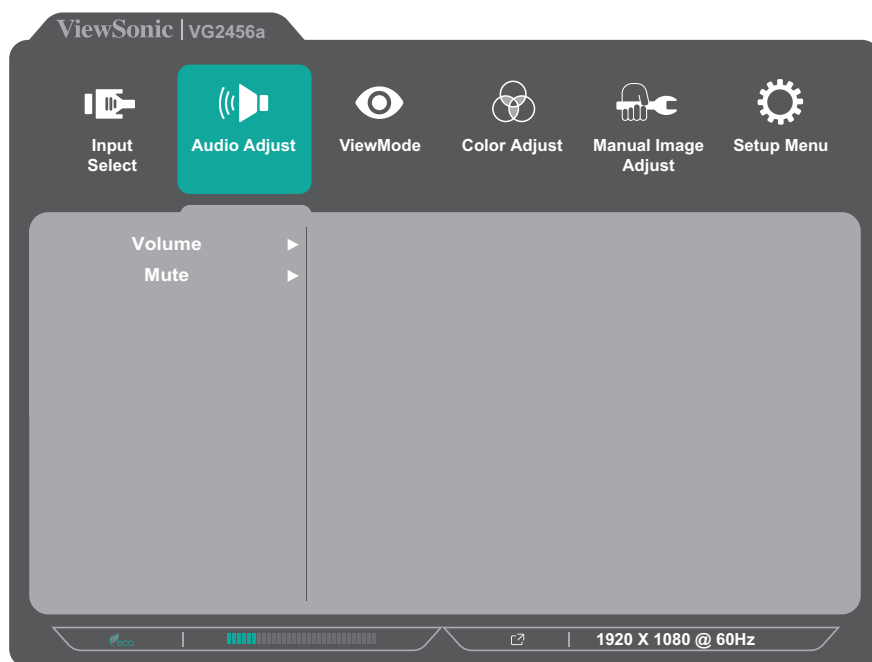 ViewSonic | VG2456a
Input
Select
Audio Adjust
ViewMode
Color Adjust
Manual Image
Adjust
Setup Menu
Volume ►
Mute ►
eco | | 1920 X 1080 @ 60Hz